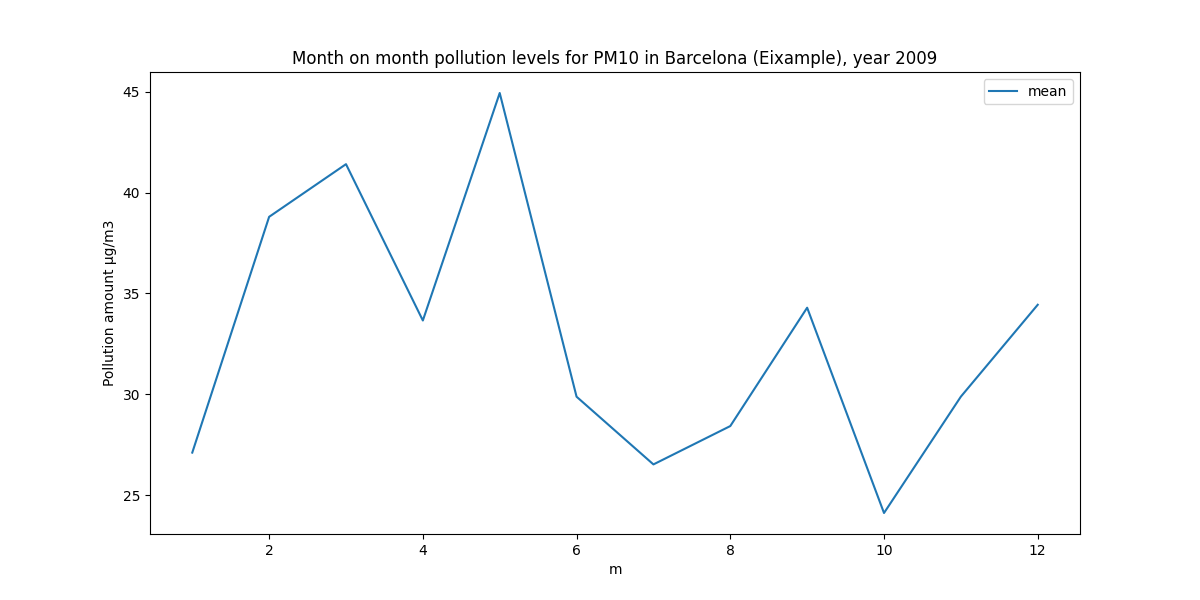 Month on month pollution levels for PM10 in Barcelona (Eixample), year 2009
mean
45
40
35
30
25
Pollution amount µg/m3
2 4 6 8 10 12
m